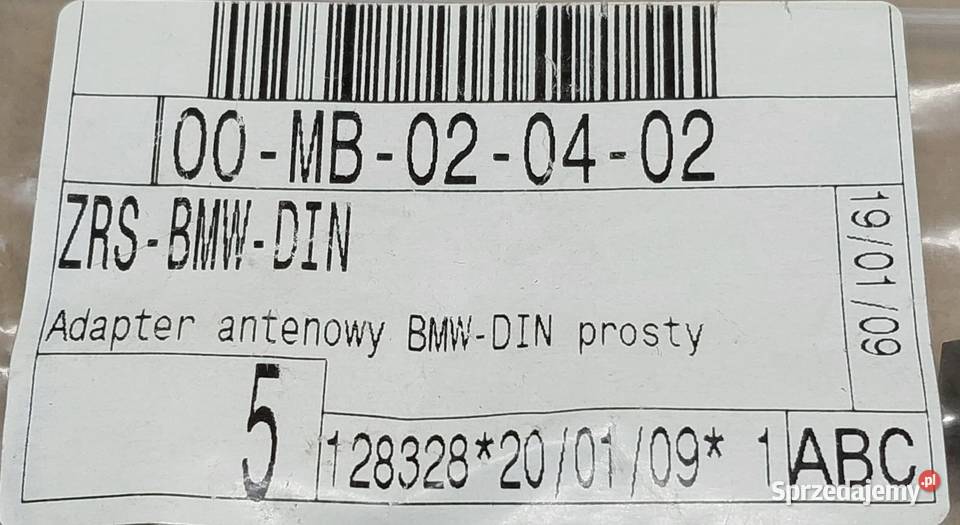 00-MB-02-04-02
ZRS-BMW-DIN
19/01/09
Adapter antenowy BMW-DIN prosty
5
128328*20/01/09* 1
ABC
Sprzedajemy.pl